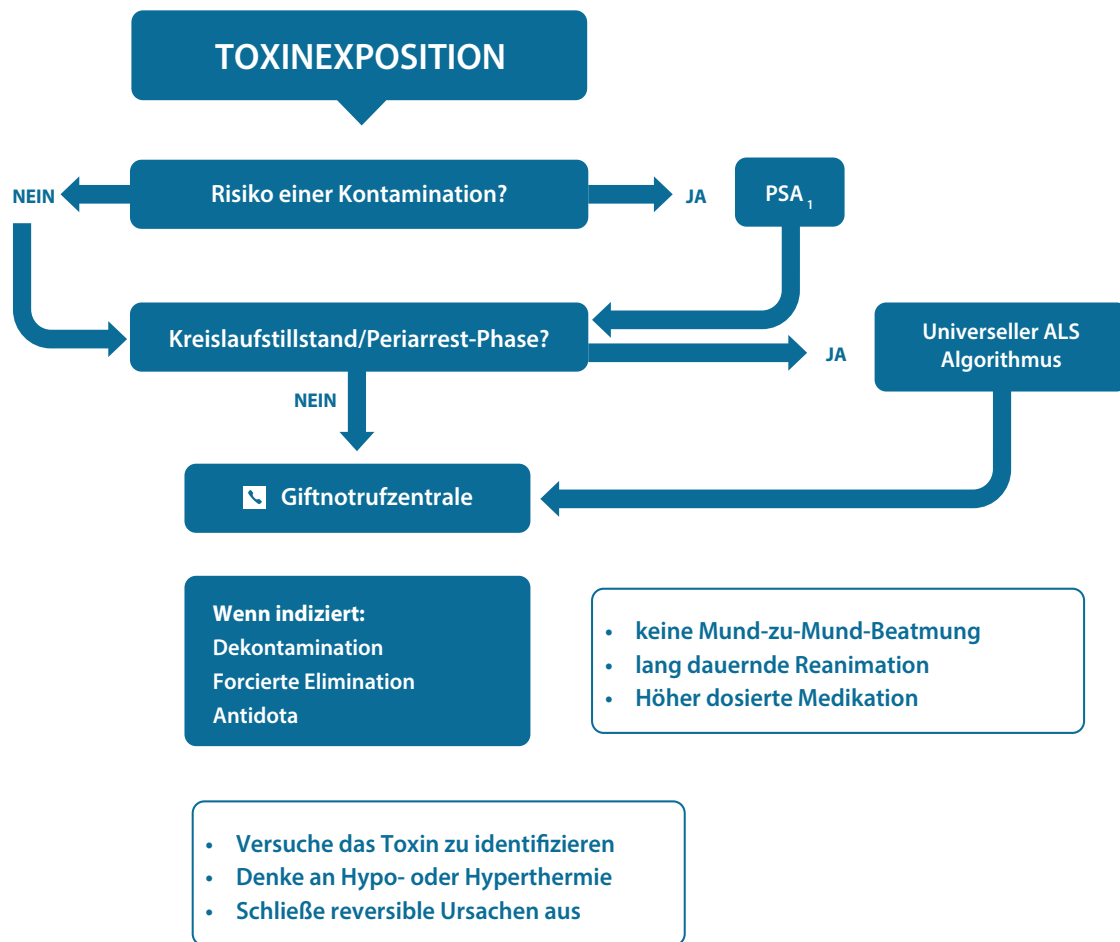 TOXINEXPOSITION
NEIN
Risiko einer Kontamination?
JA
PSA 1
Kreislaufstillstand/Periarrest-Phase?
JA
Universeller ALS
Algorithmus
NEIN
Giftnotrufzentrale
Wenn indiziert:
Dekontamination
Forcierte Elimination
Antidota
• keine Mund-zu-Mund-Beatmung
• lang dauernde Reanimation
• Höher dosierte Medikation
• Versuche das Toxin zu identifizieren
• Denke an Hypo- oder Hyperthermie
• Schließe reversible Ursachen aus